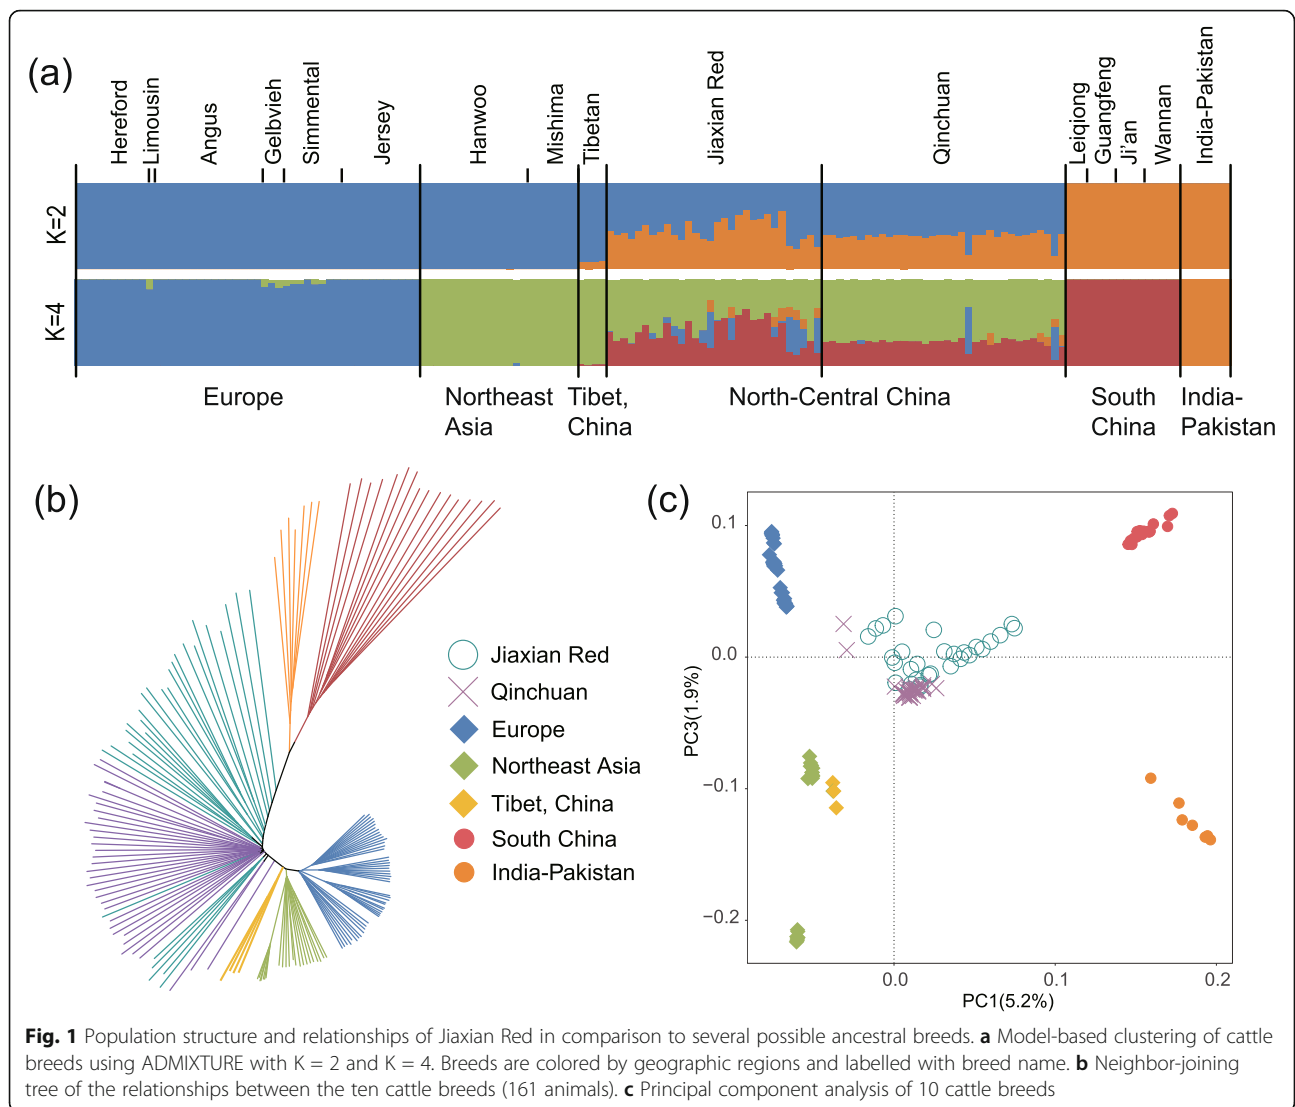 (a)
Hereford
Limousin
Angus
Gelbvieh
Simmental
Jersey
Hanwoo
Mishima
Tibetan
Jiaxian Red
Qinchuan
Leiqiong
Guangfeng
Ji'an
Wannan
India-Pakistan
K=2
K=4
Europe
Northeast
Asia
Tibet,
China
North-Central China
South
China
India-
Pakistan
(b)
Jiaxian Red
Qinchuan
Europe
Northeast Asia
Tibet, China
South China
India-Pakistan
(c)
PC3(1.9%)
0.1
0.0
−0.1
−0.2
0.0
0.1
0.2
PC1(5.2%)
Fig. 1 Population structure and relationships of Jiaxian Red in comparison to several possible ancestral breeds. a Model-based clustering of cattle
breeds using ADMIXTURE with K = 2 and K = 4. Breeds are colored by geographic regions and labelled with breed name. b Neighbor-joining
tree of the relationships between the ten cattle breeds (161 animals). c Principal component analysis of 10 cattle breeds